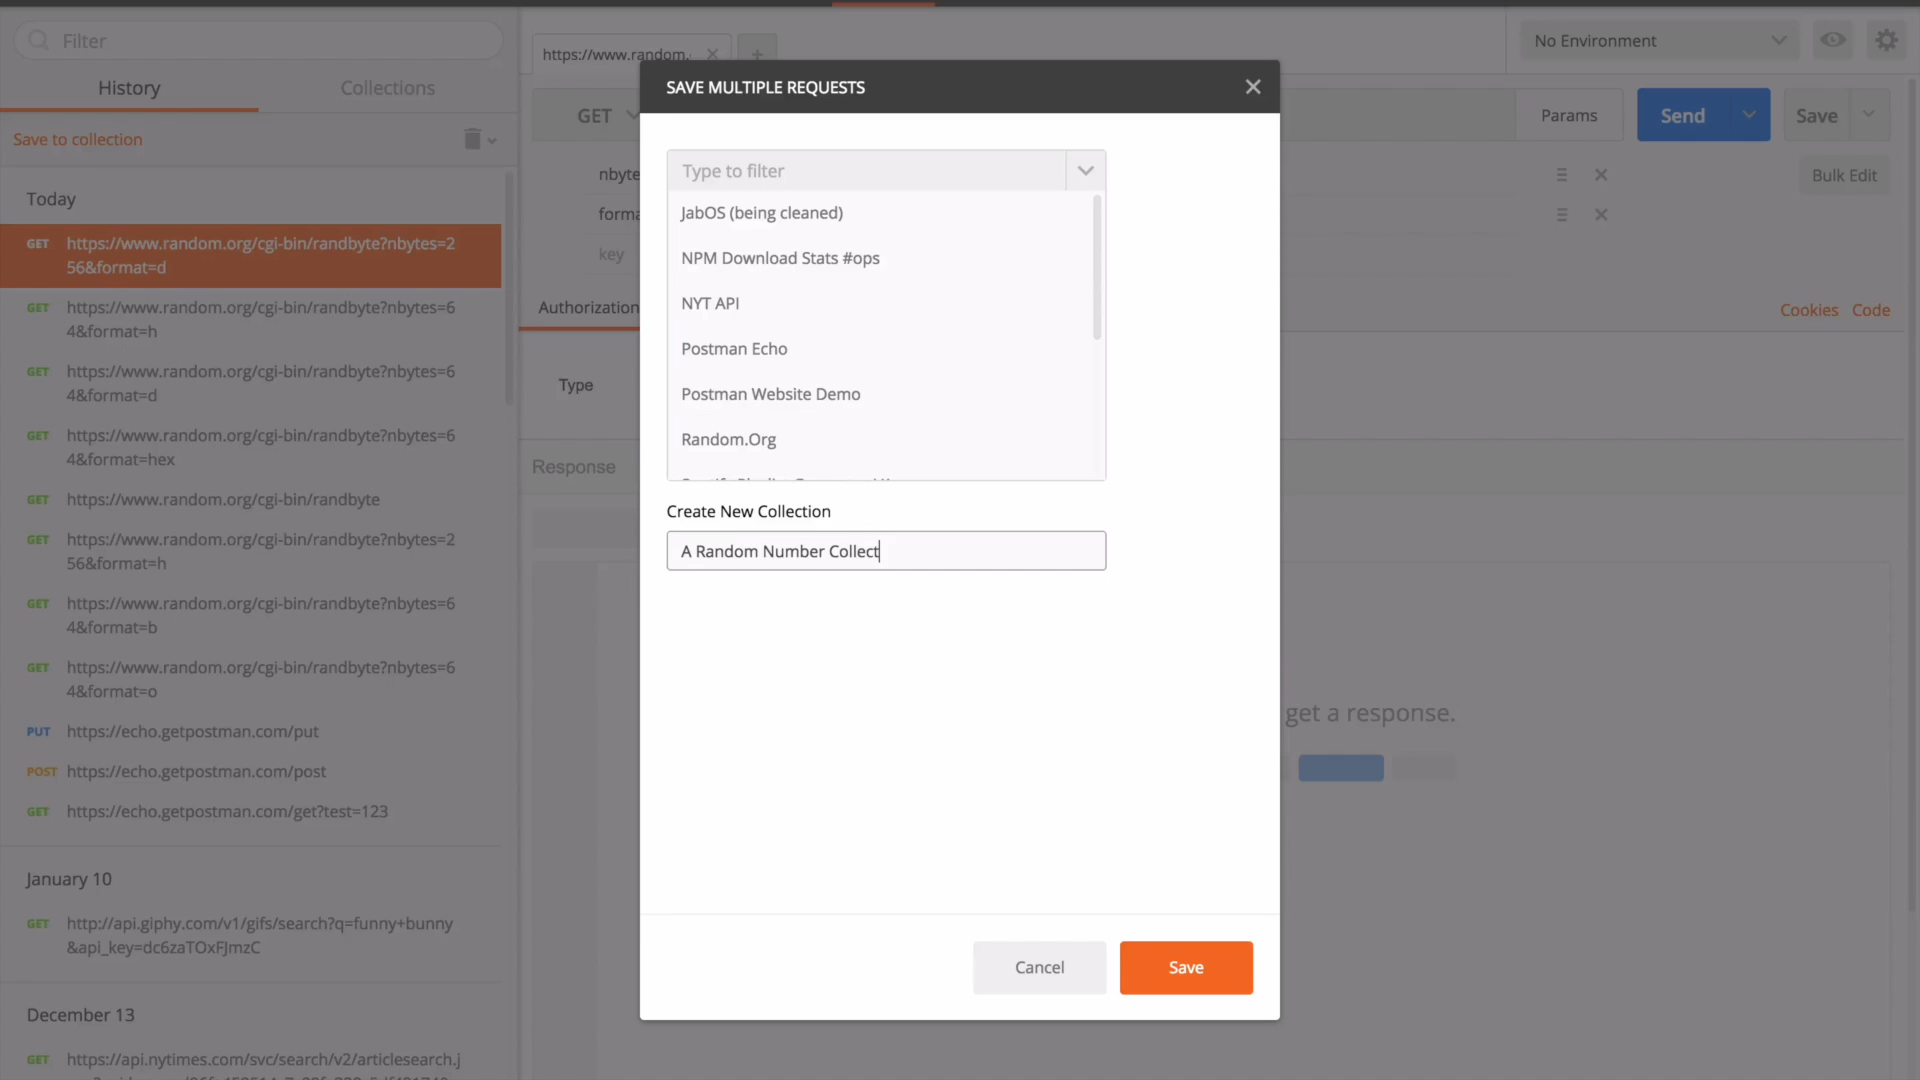 Filter
History
Collections
Save to collection
Today
GET https://www.random.org/cgi-bin/randbyte?nbytes=2
56&format=d
GET https://www.random.org/cgi-bin/randbyte?nbytes=6
4&format=h
GET https://www.random.org/cgi-bin/randbyte?nbytes=6
4&format=d
GET https://www.random.org/cgi-bin/randbyte?nbytes=6
4&format=hex
GET https://www.random.org/cgi-bin/randbyte
GET https://www.random.org/cgi-bin/randbyte?nbytes=2
56&format=h
GET https://www.random.org/cgi-bin/randbyte?nbytes=6
4&format=b
GET https://www.random.org/cgi-bin/randbyte?nbytes=6
4&format=o
PUT https://echo.getpostman.com/put
POST https://echo.getpostman.com/post
GET https://echo.getpostman.com/get?test=123
January 10
GET http://api.giphy.com/v1/gifs/search?q=funny+bunny
&api_key=dc6zaTOxFJmzC
December 13
GET https://api.nytimes.com/svc/search/v2/articlesearch.j
https://www.random.
No Environment
GET
Params
Send
Save
nbyte
Bulk Edit
forma
key
Authorization
Cookies
Code
Type
Response
get a response.
SAVE MULTIPLE REQUESTS
Type to filter
JabOS (being cleaned)
NPM Download Stats #ops
NYT API
Postman Echo
Postman Website Demo
Random.Org
Create New Collection
A Random Number Collect
Cancel
Save